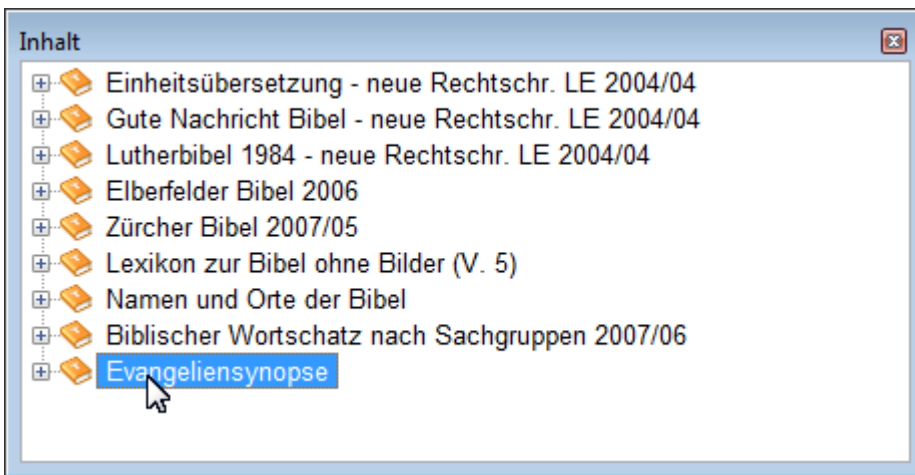 Inhalt
Einheitsübersetzung - neue Rechtschr. LE 2004/04
Gute Nachricht Bibel - neue Rechtschr. LE 2004/04
Lutherbibel 1984 - neue Rechtschr. LE 2004/04
Elberfelder Bibel 2006
Zürcher Bibel 2007/05
Lexikon zur Bibel ohne Bilder (V. 5)
Namen und Orte der Bibel
Biblischer Wortschatz nach Sachgruppen 2007/06
Evangeliensynopse